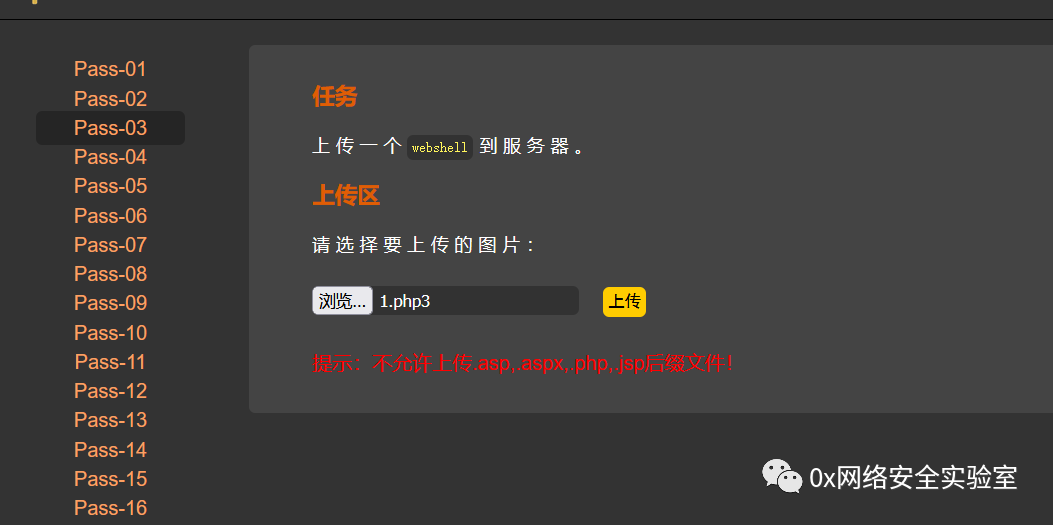 Pass-01
Pass-02
Pass-03
Pass-04
Pass-05
Pass-06
Pass-07
Pass-08
Pass-09
Pass-10
Pass-11
Pass-12
Pass-13
Pass-14
Pass-15
Pass-16
任务
上传一个 webshell 到服务器。
上传区
请选择要上传的图片：
浏览... 1.php3 上传
提示：不允许上传.asp,.aspx,.php,.jsp后缀文件！
0x网络安全实验室